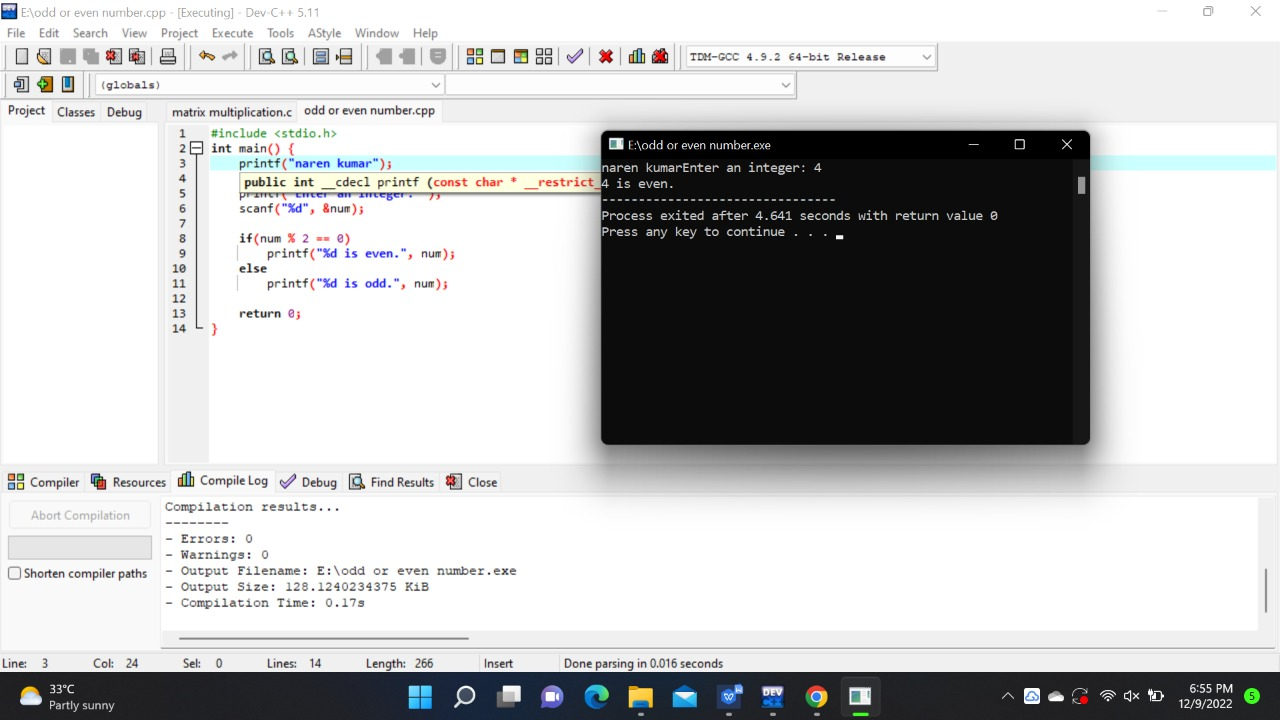 E:\odd or even number.cpp - [Executing] - Dev-C++ 5.11
File Edit Search View Project Execute Tools AStyle Window Help
TDM-GCC 4.9.2 64-bit Release
(globals)
Project Classes Debug
matrix multiplication.c odd or even number.cpp
1 #include <stdio.h>
2 int main() {
3 printf("naren kumar");
4
public int __cdecl printf (const char * __restrict_
5 printf("Enter an integer: ");
6 scanf("%d", &num);
7
8 if(num % 2 == 0)
9 printf("%d is even.", num);
10 else
11 printf("%d is odd.", num);
12
13 return 0;
14 }
E:\odd or even number.exe
naren kumarEnter an integer: 4
4 is even.
--------------------------------
Process exited after 4.641 seconds with return value 0
Press any key to continue . . .
Compiler Resources Compile Log Debug Find Results Close
Abort Compilation
Shorten compiler paths
Compilation results...
--------
- Errors: 0
- Warnings: 0
- Output Filename: E:\odd or even number.exe
- Output Size: 128.1240234375 KiB
- Compilation Time: 0.17s
Line: 3 Col: 24 Sel: 0 Lines: 14 Length: 266 Insert Done parsing in 0.016 seconds
33°C
Partly sunny
DEV
C++
6:55 PM
12/9/2022
5